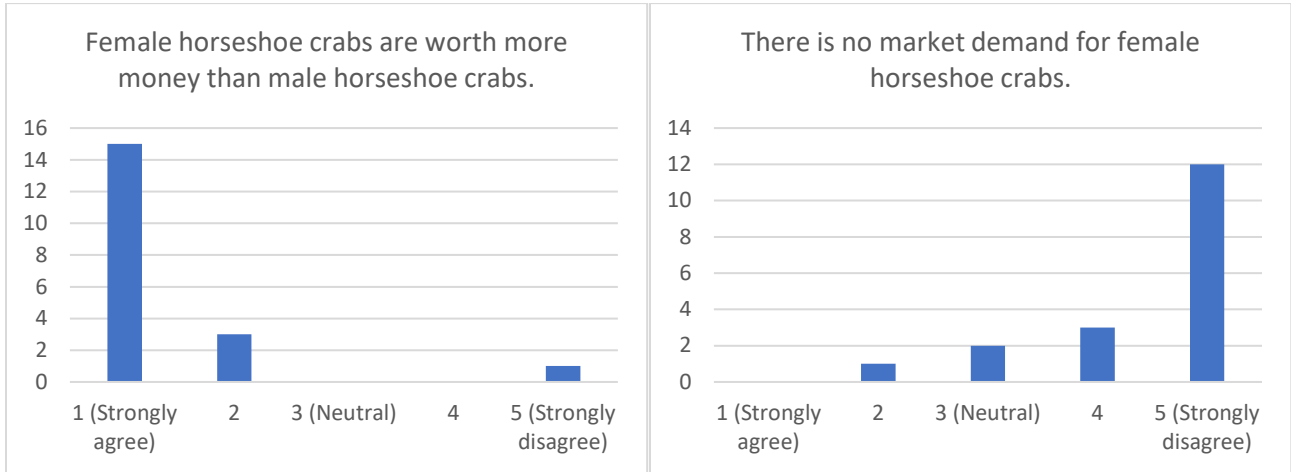 Female horseshoe crabs are worth more
money than male horseshoe crabs.
16
14
12
10
8
6
4
2
0
1 (Strongly
agree)
2
3 (Neutral)
4
5 (Strongly
disagree)
There is no market demand for female
horseshoe crabs.
14
12
10
8
6
4
2
0
1 (Strongly
agree)
2
3 (Neutral)
4
5 (Strongly
disagree)